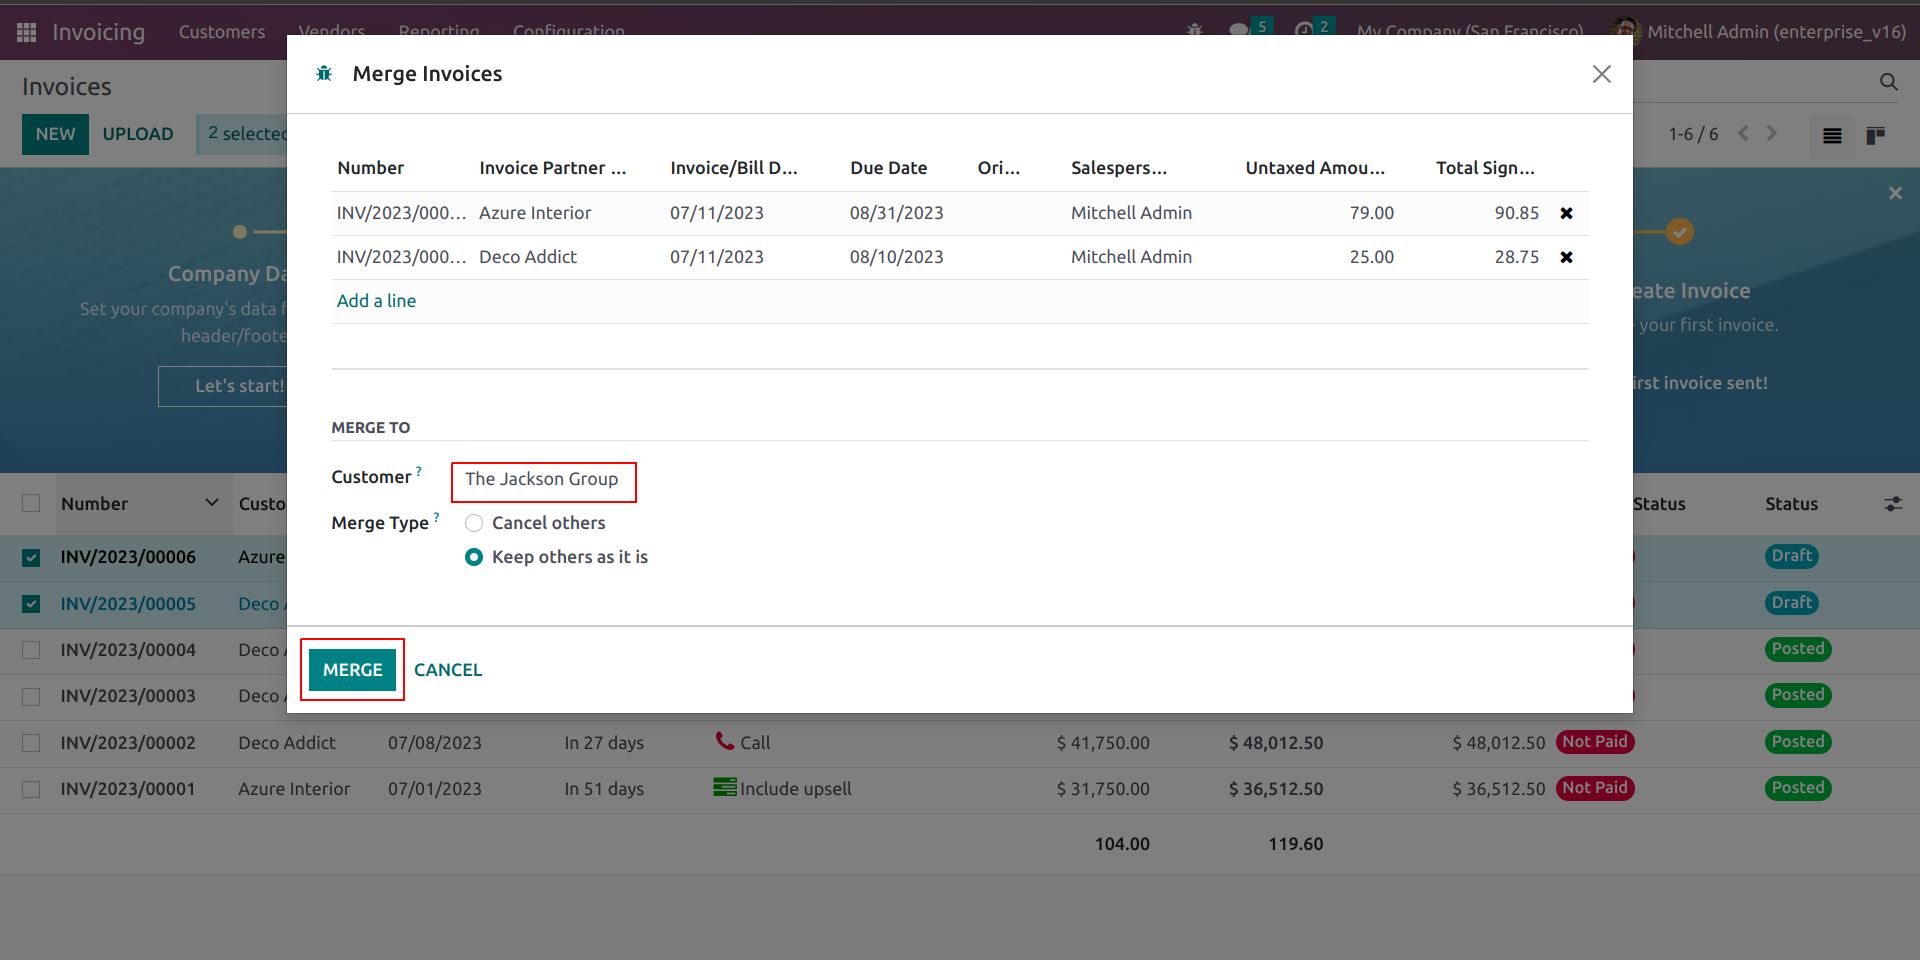 Invoicing Customers Vendors Reporting Configuration 5 2 My Company (San Francisco) Mitchell Admin (enterprise_v16)
Invoices
NEW UPLOAD 2 selected
1-6 / 6
Merge Invoices
Number Invoice Partner ... Invoice/Bill D... Due Date Ori... Salespers... Untaxed Amou... Total Sign...
INV/2023/000... Azure Interior 07/11/2023 08/31/2023 Mitchell Admin 79.00 90.85
INV/2023/000... Deco Addict 07/11/2023 08/10/2023 Mitchell Admin 25.00 28.75
Add a line
MERGE TO
Customer ? The Jackson Group
Merge Type ? Cancel others
Keep others as it is
MERGE CANCEL
Company Da
Set your company's data f
header/foote
Let's start!
eate Invoice
your first invoice.
irst invoice sent!
Number Custo Status Status
INV/2023/00006 Azure Draft
INV/2023/00005 Deco Draft
INV/2023/00004 Deco Posted
INV/2023/00003 Deco Posted
INV/2023/00002 Deco Addict 07/08/2023 In 27 days Call $ 41,750.00 $ 48,012.50 $ 48,012.50 Not Paid Posted
INV/2023/00001 Azure Interior 07/01/2023 In 51 days Include upsell $ 31,750.00 $ 36,512.50 $ 36,512.50 Not Paid Posted
104.00 119.60